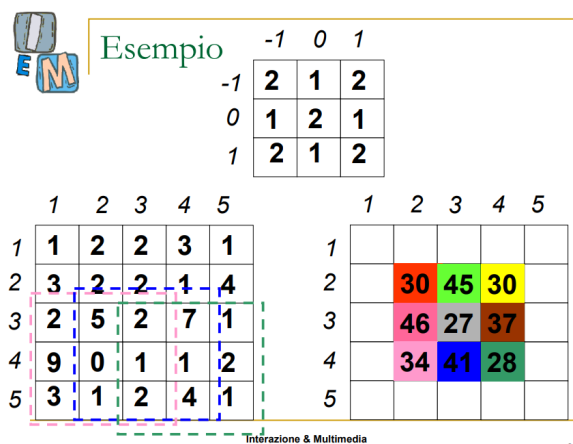 Esempio
-1 0 1
-1 2 1 2
0 1 2 1
1 2 1 2
1 2 3 4 5
1 1 2 2 3 1
2 3 2 2 1 4
3 2 5 2 7 1
4 9 0 1 1 2
5 3 1 2 4 1
1 2 3 4 5
1
2 30 45 30
3 46 27 37
4 34 41 28
5
I
E M
Interazione & Multimedia